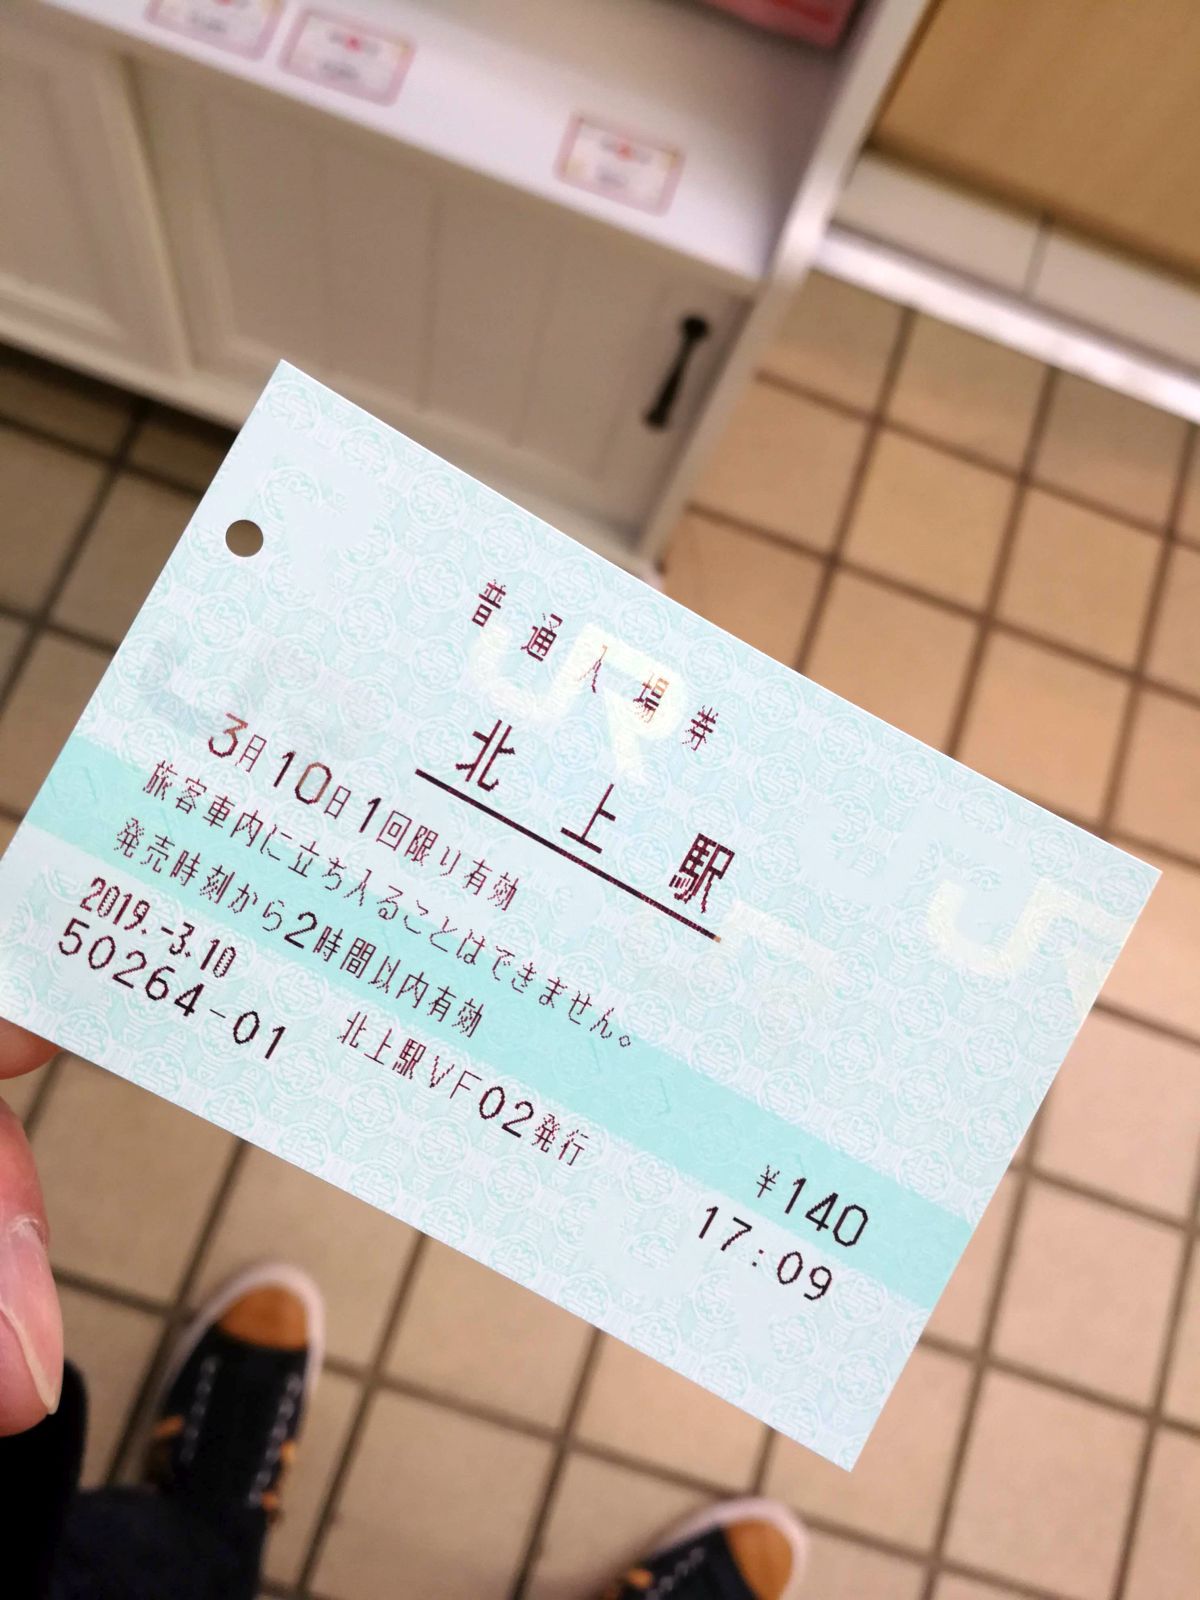 普通入場券
北上駅
3月10日1回限り有効
旅客車内に立ち入ることはできません。
発売時刻から2時間以内有効
¥140
2019.-3.10
17:09
50264-01 北上駅VF02発行
JR
JR